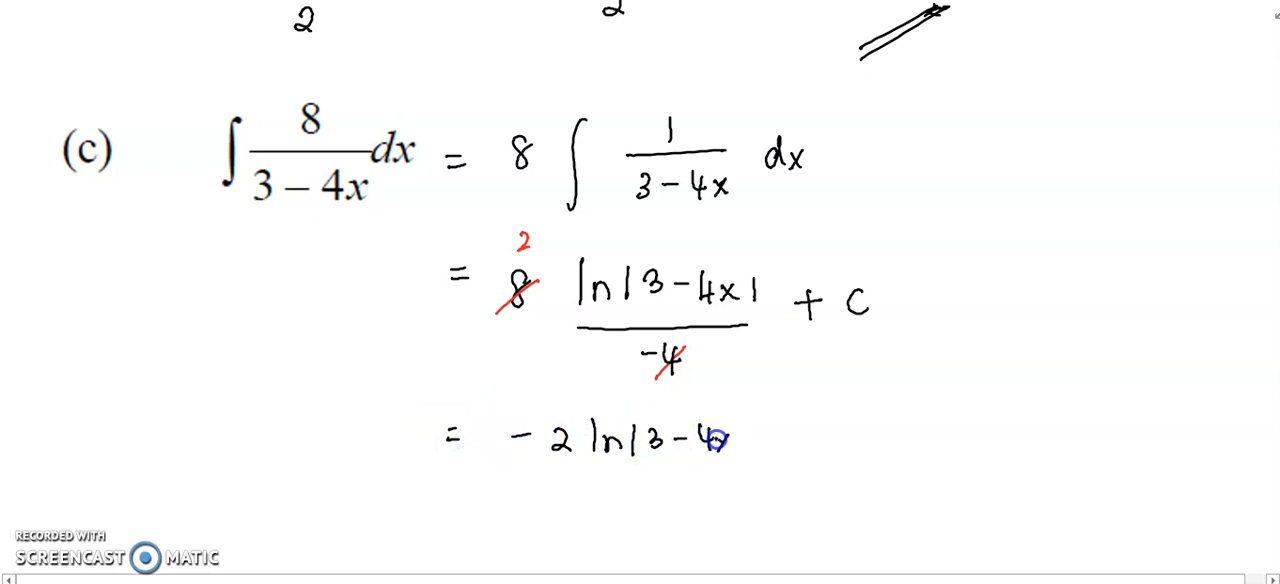 2 2
(c) ∫ 8/(3 – 4x) dx = 8 ∫ 1/(3 – 4x) dx
= 8 2 ln|3 – 4x|/-4 + C
= - 2 ln|3 – 4x
RECORDED WITH
SCREENCAST MATIC